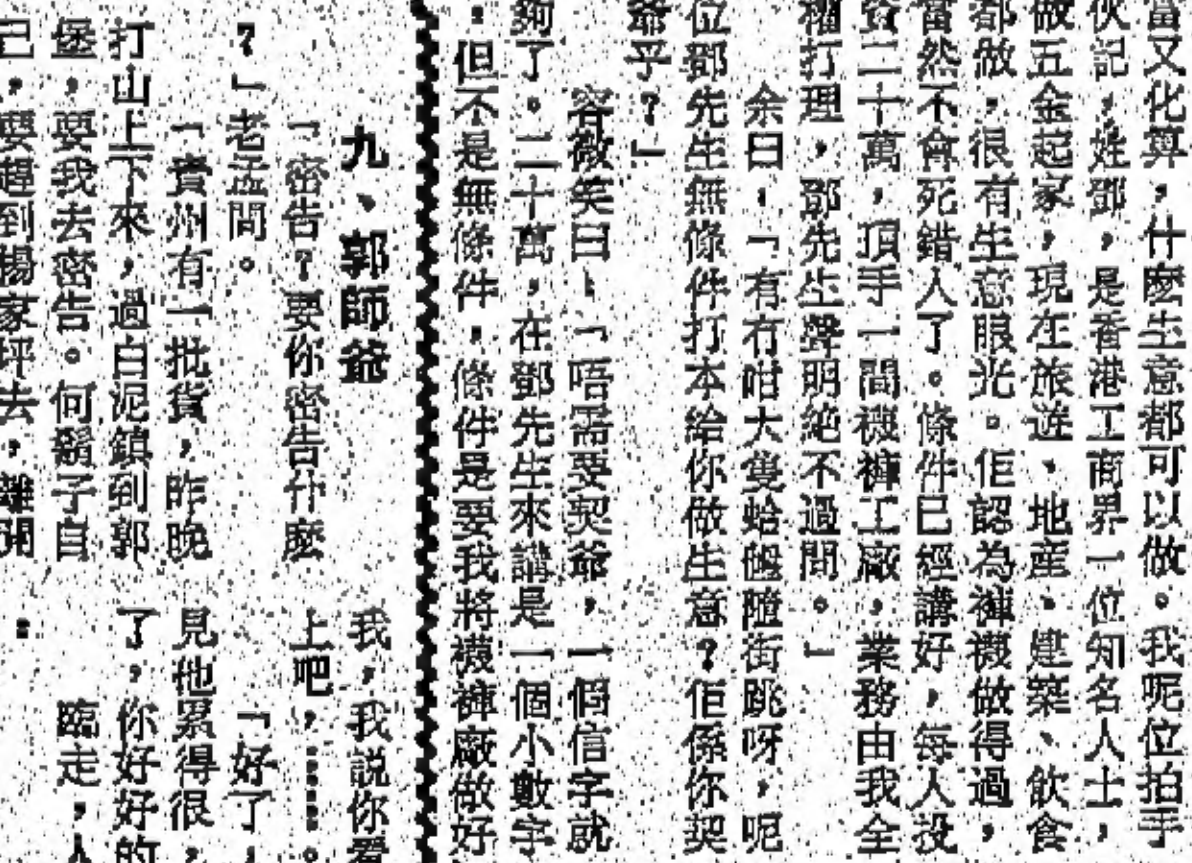 富又化算，什麽生意都可以做。我呢位拍手
伙記，姓鄧，是香港工商界一位知名人士，
做五金起家，現在旅遊、地產、建築、飲食
都做，很有生意眼光。佢認為褲襪做得過，
當然不會死錯人了。條件已經講好，每人投
資二十萬，頂手一間襪褲工廠，業務由我全
權打理，鄧先生聲明絶不過問。」
余曰，「有冇咁大隻蛤乸隨街跳呀，呢
位鄧先生無條件打本給你做生意？佢係你契
爺乎？」
容微笑曰、「唔需要契爺，一個信字就
夠了。二十萬，在鄧先生來講是一個小數字
：但不是無條件，條件是要我將襪褲廠做好
九、郭師爺
「密告？要你密告什麽
？」老孟問。
「貴州有一批貨，昨晚
打山上下來，過白泥鎮到郭
堡，要我去密告。何鬍子自
己，要趕到楊家坪去，離開
我，我說你爱
上吧，……。
「好了，
見他累得很，
了，你好好的
臨走，人
：